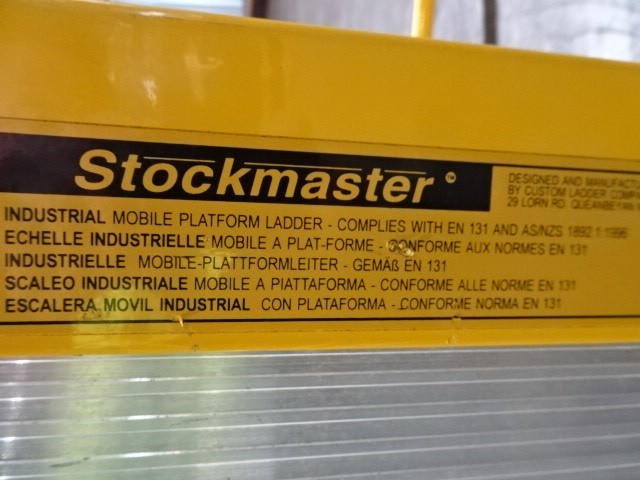 Stockmaster ™
DESIGNED AND
BY CUSTOM LADDER
29 LORN RD. QUEANBEYAN
INDUSTRIAL MOBILE PLATFORM LADDER - COMPLIES WITH EN 131 AND AS/NZS 1892.1:1996
ECHELLE INDUSTRIELLE MOBILE A PLAT-FORME - CONFORME AUX NORMES EN 131
INDUSTRIELLE MOBILE-PLATTFORMLEITER - GEMÄß EN 131
SCALEO INDUSTRIALE MOBILE A PIATTAFORMA - CONFORME ALLE NORME EN 131
ESCALERA MOVIL INDUSTRIAL CON PLATAFORMA - CONFORME NORMA EN 131